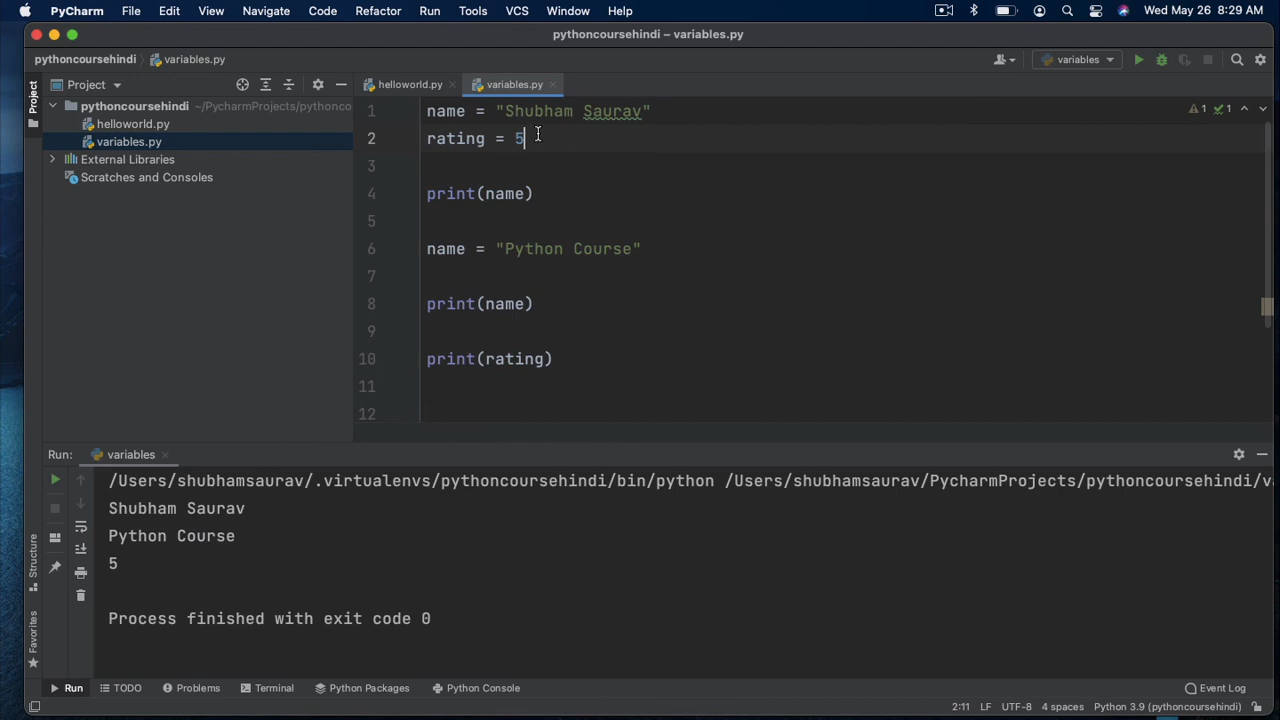 PyCharm File Edit View Navigate Code Refactor Run Tools VCS Window Help Wed May 26 8:29 AM
pythoncoursehindi – variables.py
pythoncoursehindi variables.py variables
Project helloworld.py variables.py
Project
pythoncoursehindi ~/PycharmProjects/pythonco
helloworld.py
variables.py
External Libraries
Scratches and Consoles
1 name = "Shubham Saurav" 1 1
2 rating = 5
3
4 print(name)
5
6 name = "Python Course"
7
8 print(name)
9
10 print(rating)
11
12
Run: variables
/Users/shubhamsaurav/.virtualenvs/pythoncoursehindi/bin/python /Users/shubhamsaurav/PycharmProjects/pythoncoursehindi/va
Shubham Saurav
Python Course
5
Process finished with exit code 0
Structure
Favorites
Run TODO Problems Terminal Python Packages Python Console Event Log
2:11 LF UTF-8 4 spaces Python 3.9 (pythoncoursehindi)